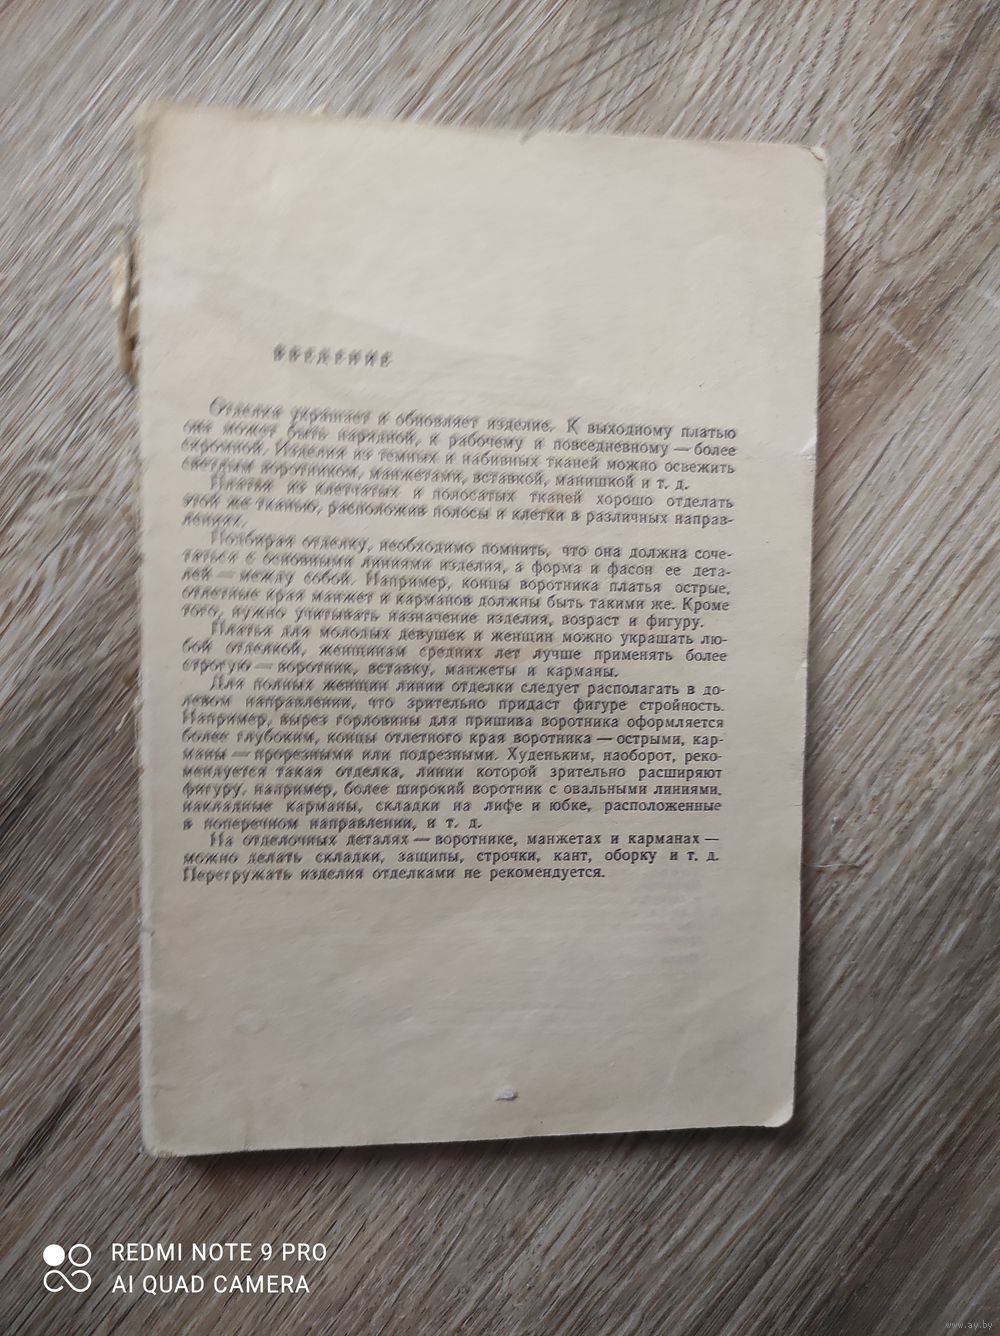 ВВЕДЕНИЕ
Отделка украшает и обновляет изделие. К выходному платью
она может быть нарядной, к рабочему и повседневному — более
скромной. Изделия из темных и набивных тканей можно освежить
светлым воротником, манжетами, вставкой, манишкой и т. д.
Платья из клетчатых и полосатых тканей хорошо отделать
этой же тканью, расположив полосы и клетки в различных направ-
лениях.
Подбирая отделку, необходимо помнить, что она должна соче-
таться с основными линиями изделия, а форма и фасон ее дета-
лей — между собой. Например, концы воротника платья острые,
отлетные края манжет и карманов должны быть такими же. Кроме
того, нужно учитывать назначение изделия, возраст и фигуру.
Платья для молодых девушек и женщин можно украшать лю-
бой отделкой, женщинам средних лет лучше применять более
строгую — воротник, вставку, манжеты и карманы.
Для полных женщин линии отделки следует располагать в до-
левом направлении, что зрительно придаст фигуре стройность.
Например, вырез горловины для пришива воротника оформляется
более глубоким, концы отлетного края воротника — острыми, кар-
маны — прорезными или подрезными. Худеньким, наоборот, реко-
мендуется такая отделка, линии которой зрительно расширяют
фигуру, например, более широкий воротник с овальными линиями,
накладные карманы, складки на лифе и юбке, расположенные
в поперечном направлении, и т. д.
На отделочных деталях — воротнике, манжетах и карманах —
можно делать складки, защипы, строчки, кант, оборку и т. д.
Перегружать изделия отделками не рекомендуется.
REDMI NOTE 9 PRO
AI QUAD CAMERA
www.ay.by